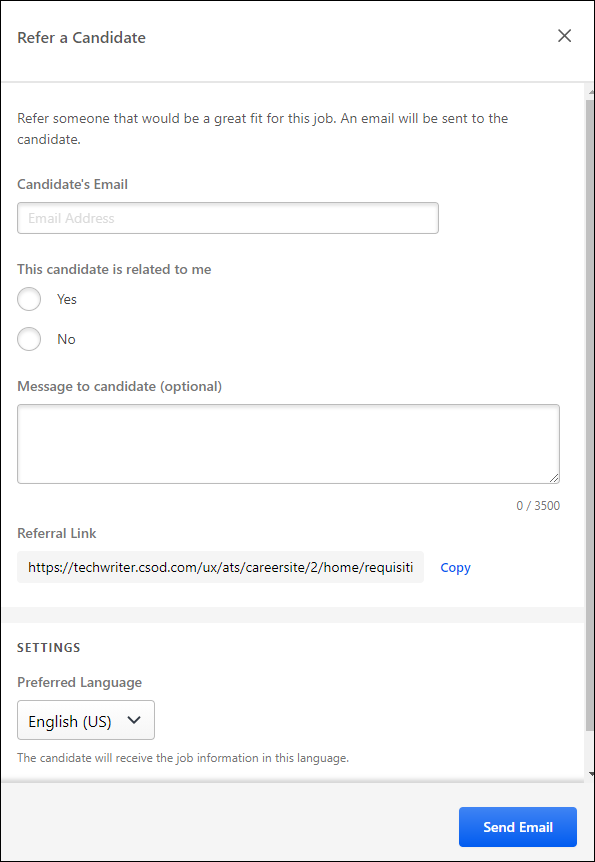 Refer a Candidate
Refer someone that would be a great fit for this job. An email will be sent to the
candidate.
Candidate's Email
Email Address
This candidate is related to me
Yes
No
Message to candidate (optional)
0 / 3500
Referral Link
https://techwriter.csod.com/ux/ats/careersite/2/home/requisiti
Copy
SETTINGS
Preferred Language
English (US)
The candidate will receive the job information in this language.
Send Email